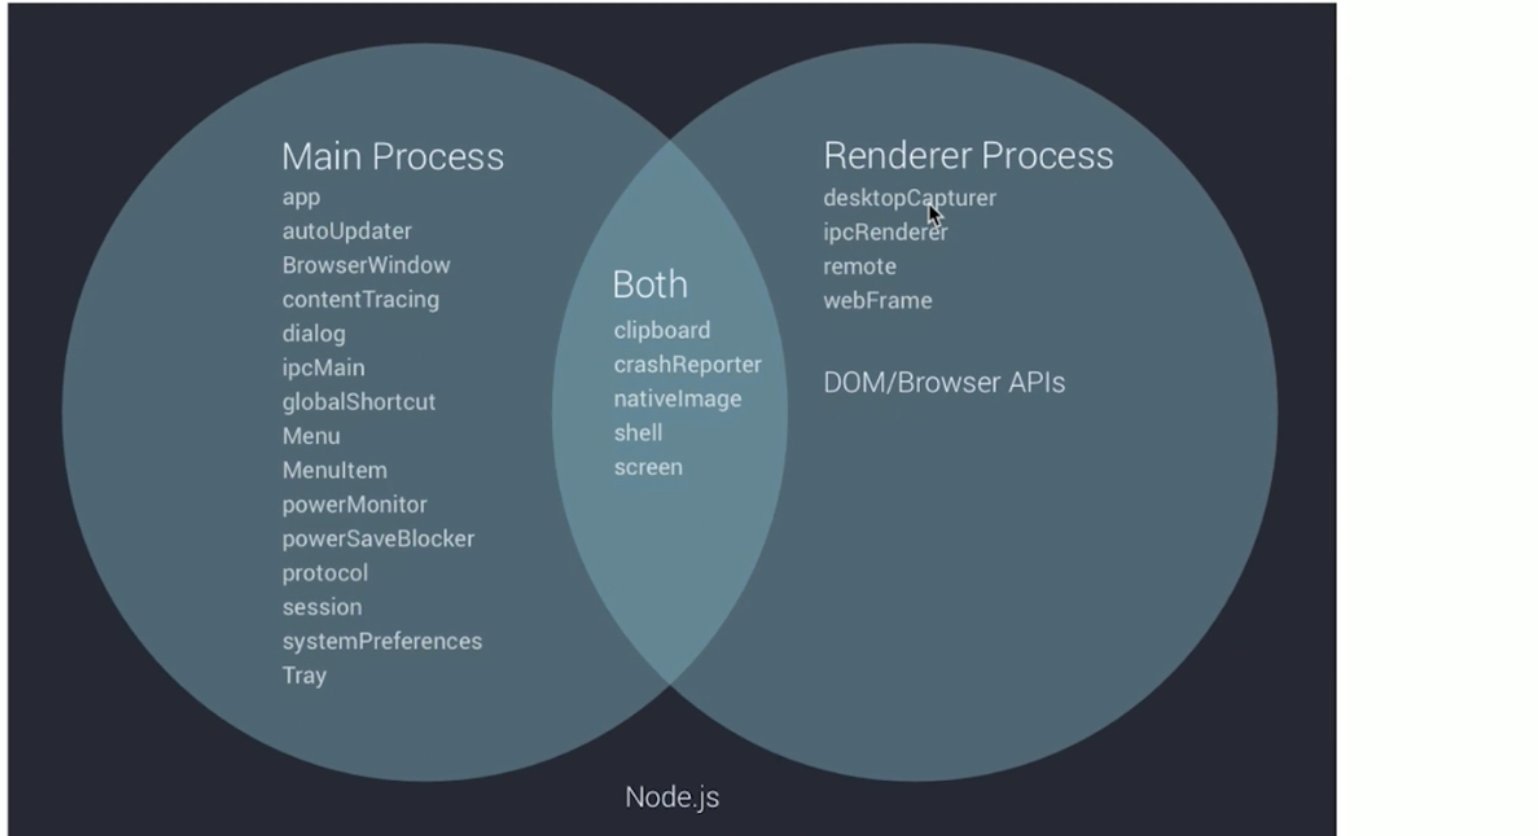 Main Process
app
autoUpdater
BrowserWindow
contentTracing
dialog
ipcMain
globalShortcut
Menu
MenuItem
powerMonitor
powerSaveBlocker
protocol
session
systemPreferences
Tray
Both
clipboard
crashReporter
nativeImage
shell
screen
Renderer Process
desktopCapturer
ipcRenderer
remote
webFrame
DOM/Browser APIs
Node.js